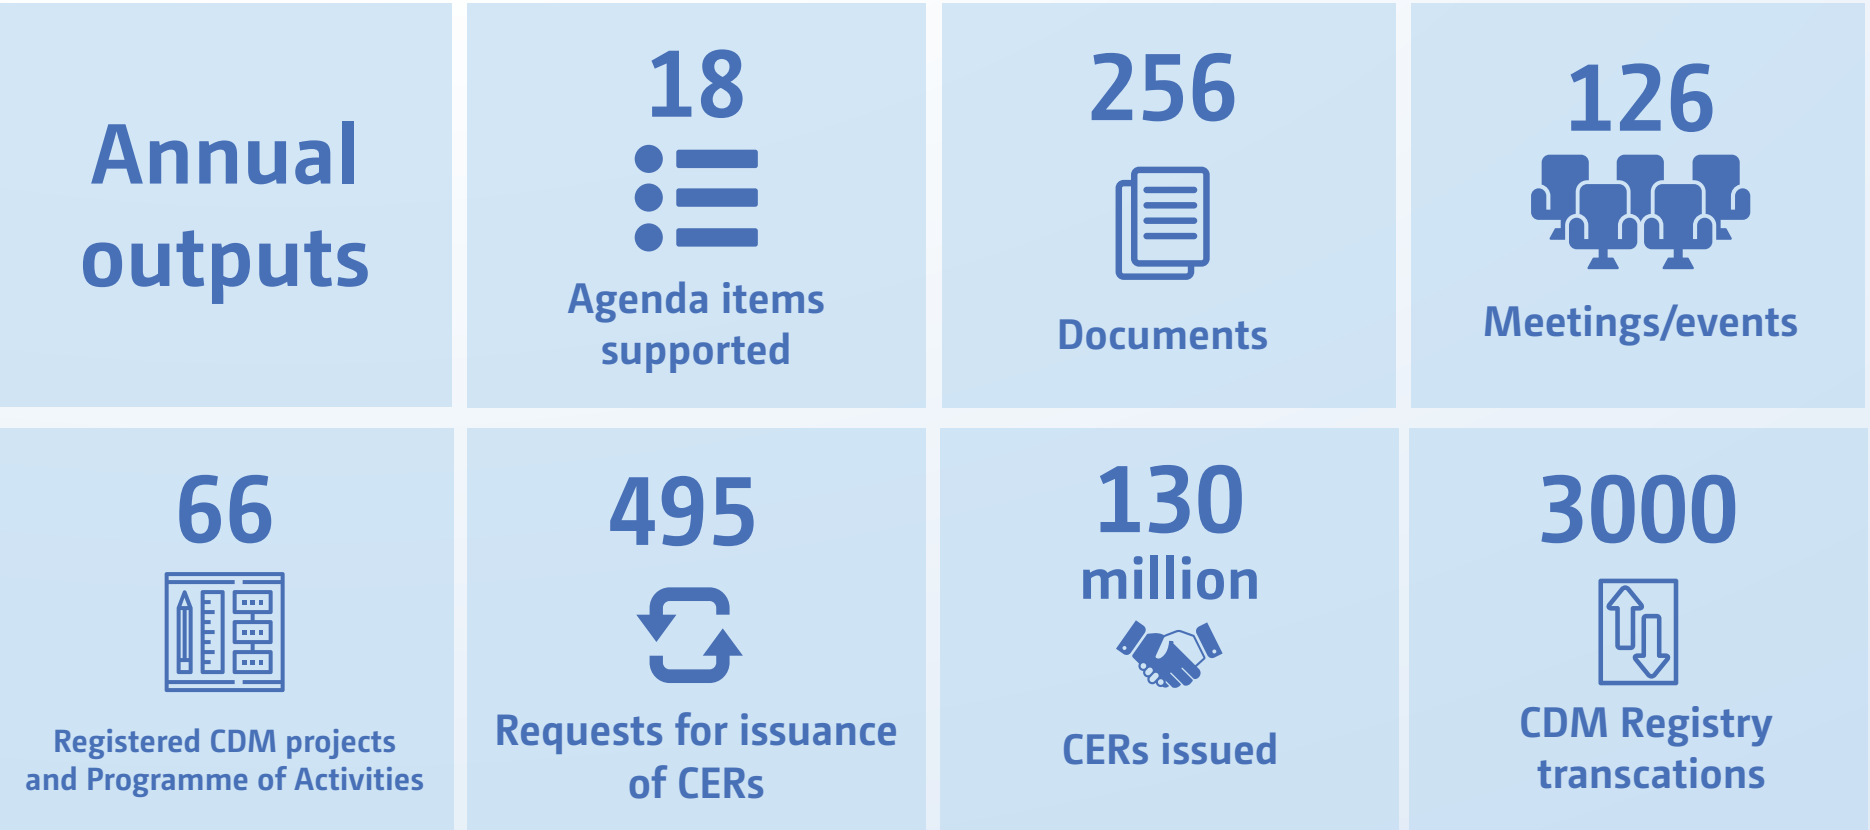 Annual
outputs
18
Agenda items
supported
256
Documents
126
Meetings/events
66
Registered CDM projects
and Programme of Activities
495
Requests for issuance
of CERs
130
million
CERs issued
3000
CDM Registry
transcations